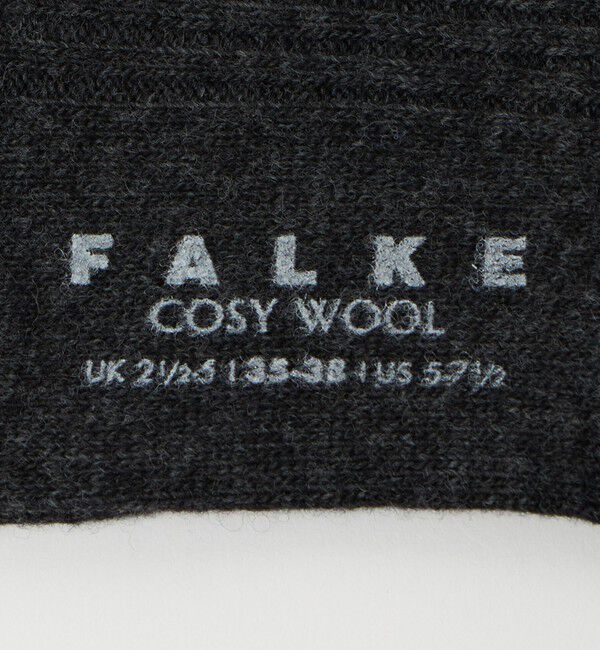 FALKE
COSY WOOL
UK 2½-5 | 35-38 | US 5-7½